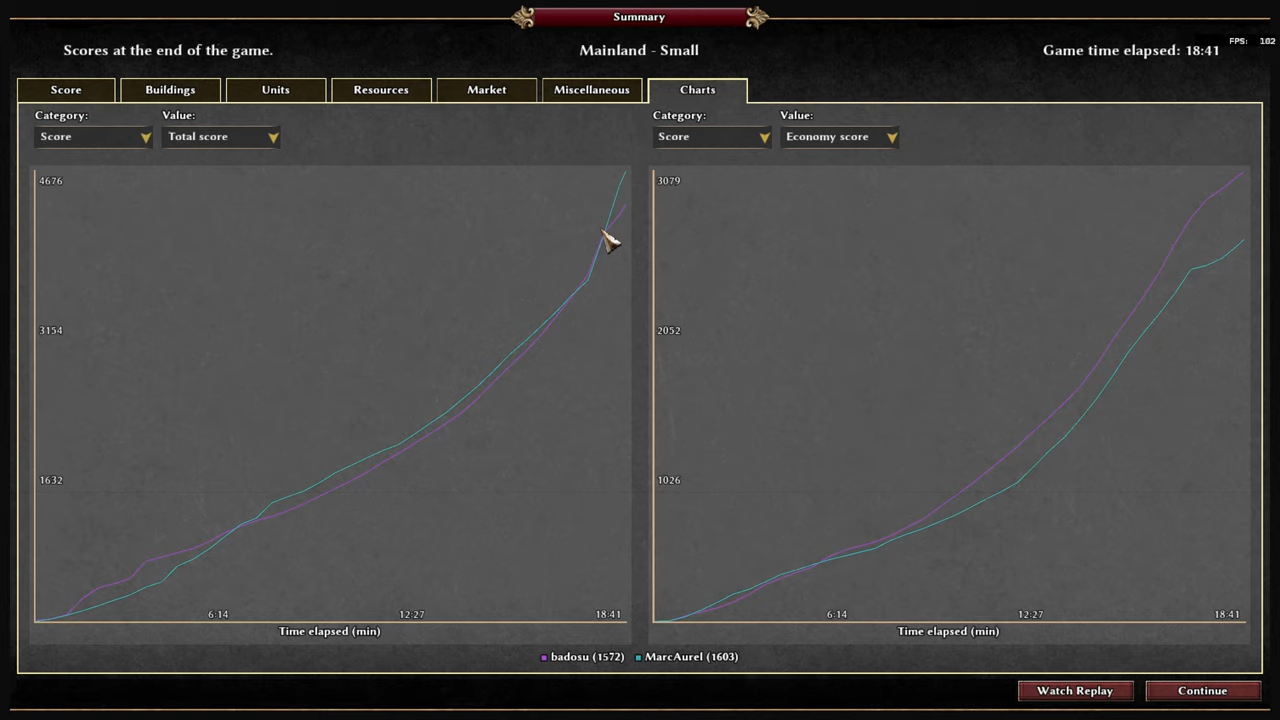 Summary
FPS: 102
Scores at the end of the game.
Mainland - Small
Game time elapsed: 18:41
Score
Buildings
Units
Resources
Market
Miscellaneous
Charts
Category:
Value:
Score
Total score
Category:
Value:
Score
Economy score
4676
3154
1632
6:14
12:27
18:41
Time elapsed (min)
3079
2052
1026
6:14
12:27
18:41
Time elapsed (min)
badosu (1572)
MarcAurel (1603)
Watch Replay
Continue